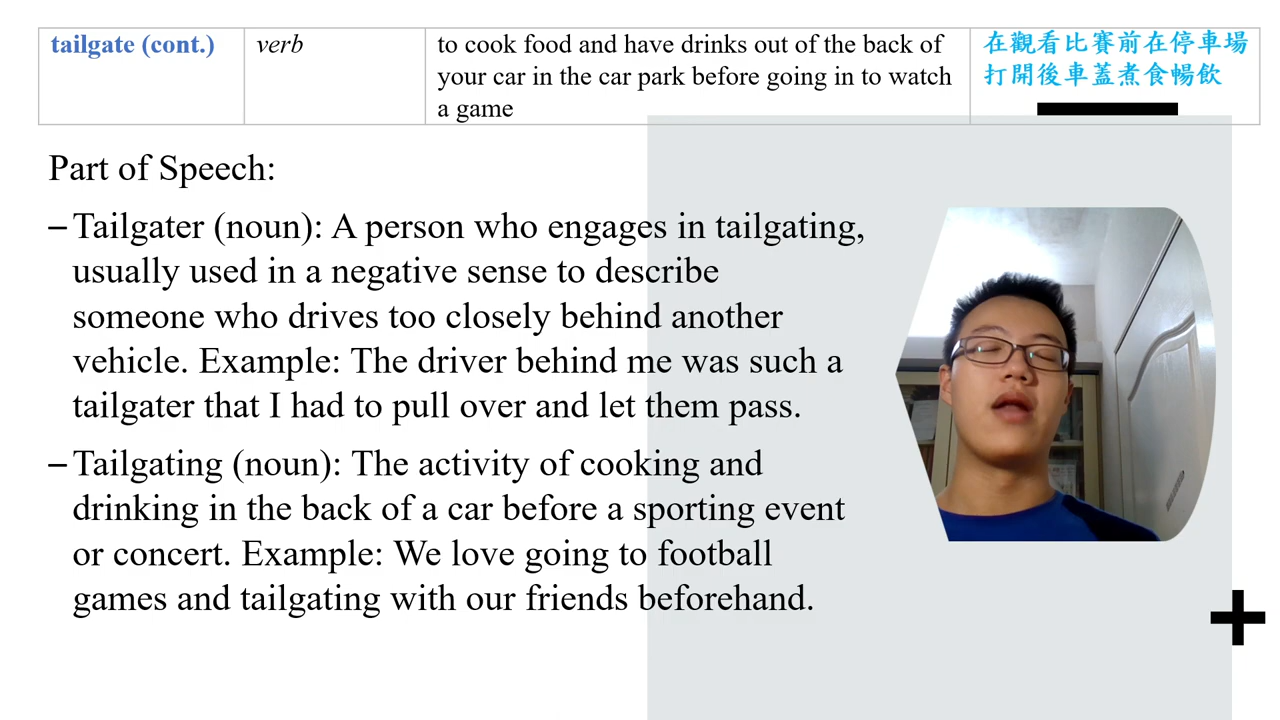 tailgate (cont.)
verb
to cook food and have drinks out of the back of
your car in the car park before going in to watch
a game
在觀看比賽前在停車場
打開後車蓋煮食暢飲
Part of Speech:
– Tailgater (noun): A person who engages in tailgating,
usually used in a negative sense to describe
someone who drives too closely behind another
vehicle. Example: The driver behind me was such a
tailgater that I had to pull over and let them pass.
– Tailgating (noun): The activity of cooking and
drinking in the back of a car before a sporting event
or concert. Example: We love going to football
games and tailgating with our friends beforehand.